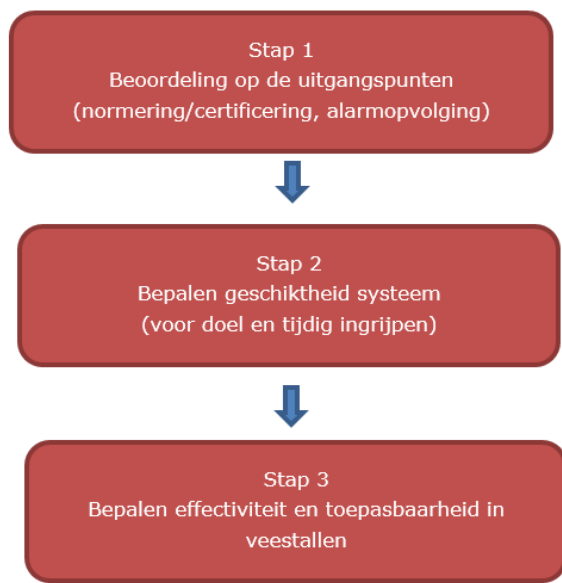 Stap 1
Beoordeling op de uitgangspunten
(normering/certificering, alarmopvolging)
Stap 2
Bepalen geschiktheid systeem
(voor doel en tijdig ingrijpen)
Stap 3
Bepalen effectiviteit en toepasbaarheid in
veestallen